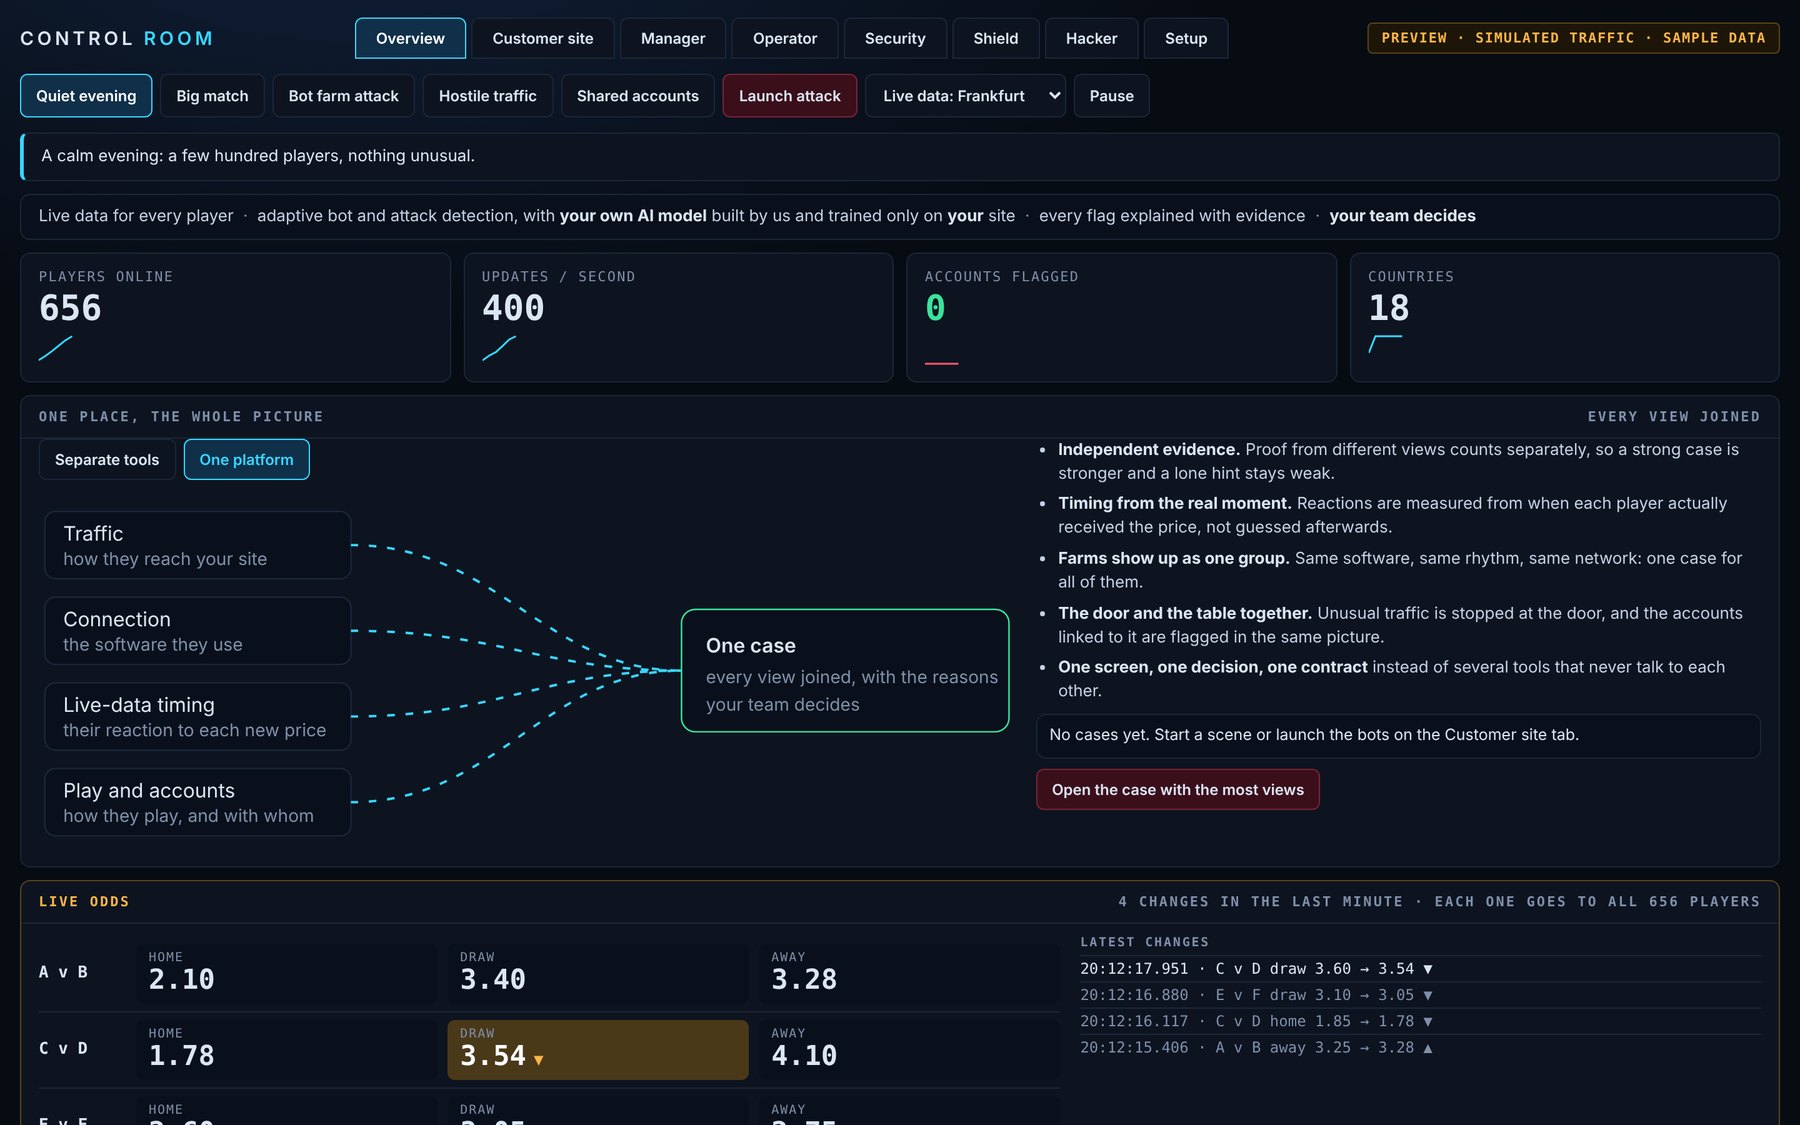 CONTROL ROOM
Overview
Customer site
Manager
Operator
Security
Shield
Hacker
Setup
PREVIEW · SIMULATED TRAFFIC · SAMPLE DATA
Quiet evening
Big match
Bot farm attack
Hostile traffic
Shared accounts
Launch attack
Live data: Frankfurt
Pause
A calm evening: a few hundred players, nothing unusual.
Live data for every player · adaptive bot and attack detection, with your own AI model built by us and trained only on your site · every flag explained with evidence · your team decides
PLAYERS ONLINE
656
UPDATES / SECOND
400
ACCOUNTS FLAGGED
0
COUNTRIES
18
ONE PLACE, THE WHOLE PICTURE
EVERY VIEW JOINED
Separate tools
One platform
Traffic
how they reach your site
Connection
the software they use
Live-data timing
their reaction to each new price
Play and accounts
how they play, and with whom
One case
every view joined, with the reasons
your team decides
• Independent evidence. Proof from different views counts separately, so a strong case is
stronger and a lone hint stays weak.
• Timing from the real moment. Reactions are measured from when each player actually
received the price, not guessed afterwards.
• Farms show up as one group. Same software, same rhythm, same network: one case for
all of them.
• The door and the table together. Unusual traffic is stopped at the door, and the accounts
linked to it are flagged in the same picture.
• One screen, one decision, one contract instead of several tools that never talk to each
other.
No cases yet. Start a scene or launch the bots on the Customer site tab.
Open the case with the most views
LIVE ODDS
4 CHANGES IN THE LAST MINUTE · EACH ONE GOES TO ALL 656 PLAYERS
A v B
HOME
2.10
DRAW
3.40
AWAY
3.28
C v D
HOME
1.78
DRAW
3.54 ▼
AWAY
4.10
HOME
DRAW
AWAY
LATEST CHANGES
20:12:17.951 · C v D draw 3.60 → 3.54 ▼
20:12:16.880 · E v F draw 3.10 → 3.05 ▼
20:12:16.117 · C v D home 1.85 → 1.78 ▼
20:12:15.406 · A v B away 3.25 → 3.28 ▲